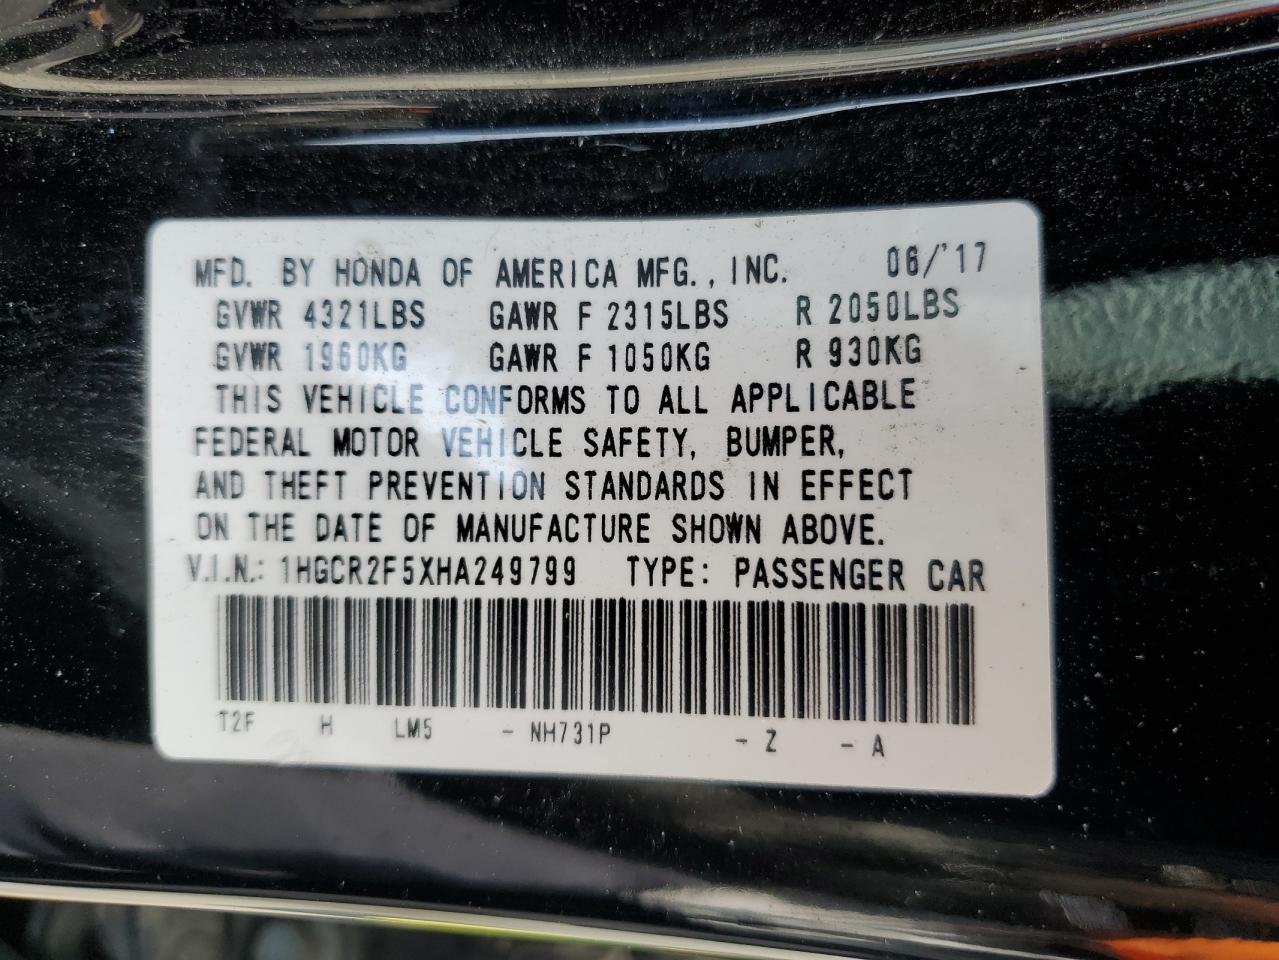 MFD. BY HONDA OF AMERICA MFG., INC. 06/'17
GVWR 4321LBS GAWR F 2315LBS R 2050LBS
GVWR 1960KG GAWR F 1050KG R 930KG
THIS VEHICLE CONFORMS TO ALL APPLICABLE
FEDERAL MOTOR VEHICLE SAFETY, BUMPER,
AND THEFT PREVENTION STANDARDS IN EFFECT
ON THE DATE OF MANUFACTURE SHOWN ABOVE.
V.I.N.: 1HGCR2F5XHA249799 TYPE: PASSENGER CAR
T2F H LM5 - NH731P - Z - A